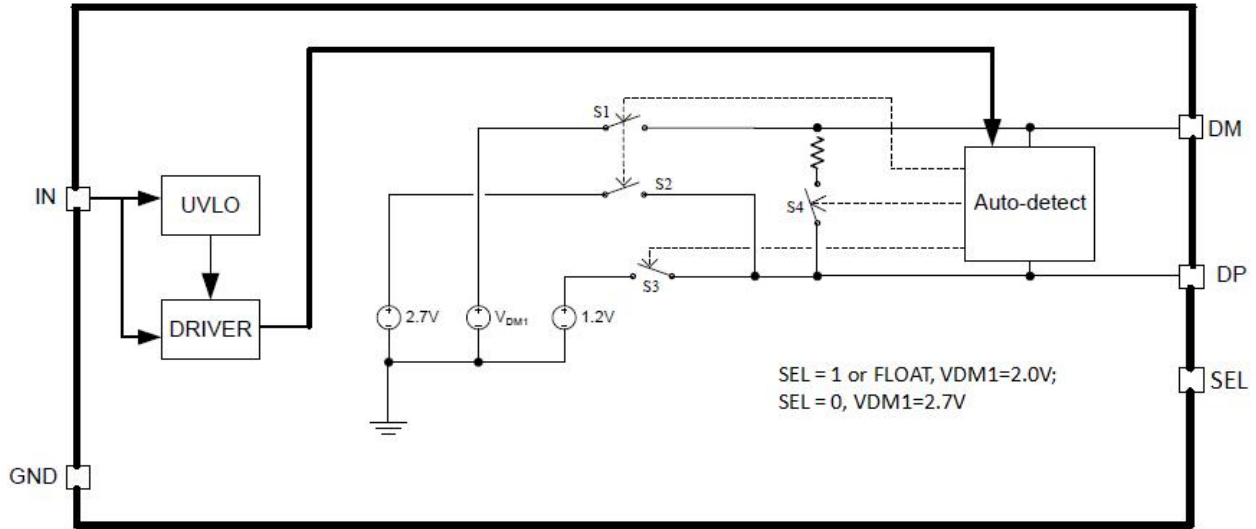 S1
DM
IN
UVLO
S2
S4
Auto-detect
DP
S3
DRIVER
2.7V
VDM1
1.2V
SEL = 1 or FLOAT, VDM1=2.0V;
SEL = 0, VDM1=2.7V
SEL
GND